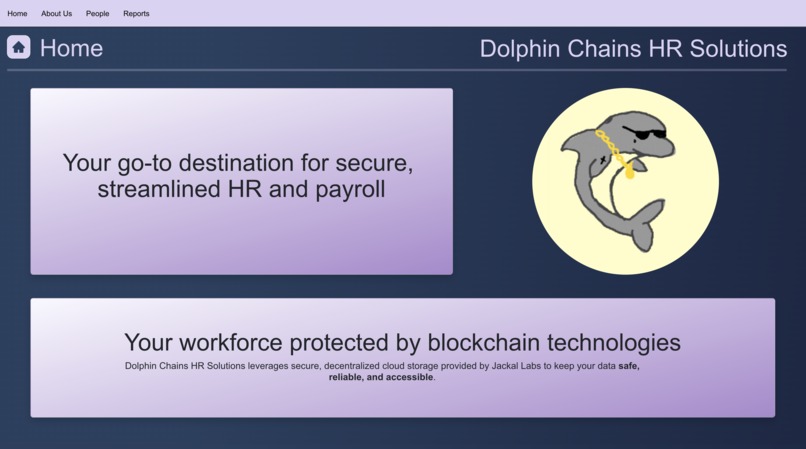 Home About Us People Reports
Home
Dolphin Chains HR Solutions
Your go-to destination for secure,
streamlined HR and payroll
Your workforce protected by blockchain technologies
Dolphin Chains HR Solutions leverages secure, decentralized cloud storage provided by Jackal Labs to keep your data safe,
reliable, and accessible.